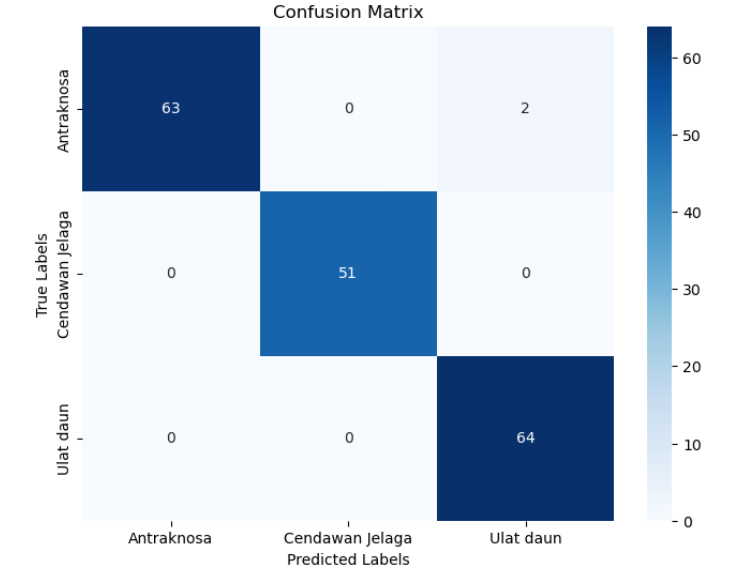 Confusion Matrix
True Labels
Antraknosa
63
0
2
Cendawan Jelaga
0
51
0
Ulat daun
0
0
64
Antraknosa
Cendawan Jelaga
Ulat daun
Predicted Labels
60
50
40
30
20
10
0